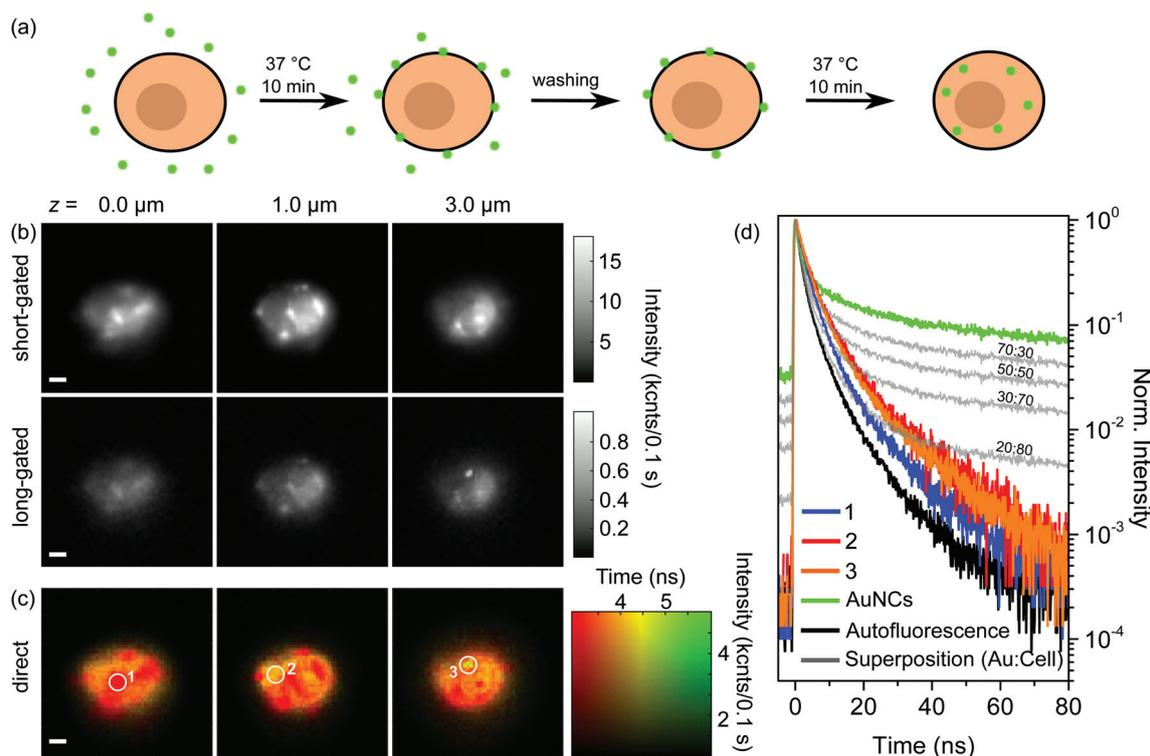 (a)
37 °C
10 min
washing
37 °C
10 min
z = 0.0 µm 1.0 µm 3.0 µm
(b)
short-gated
15
10
5
Intensity (kcnts/0.1 s)
long-gated
0.8
0.6
0.4
0.2
(c)
direct
1
2
3
Time (ns)
4 5
4
2
Intensity (kcnts/0.1 s)
(d)
10⁰
10⁻¹
10⁻²
10⁻³
10⁻⁴
Norm. Intensity
70:30
50:50
30:70
20:80
1
2
3
AuNCs
Autofluorescence
Superposition (Au:Cell)
0 20 40 60 80
Time (ns)